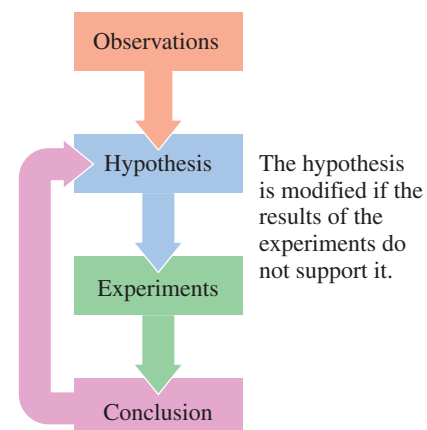 Observations
Hypothesis
The hypothesis
is modified if the
results of the
experiments do
not support it.
Experiments
Conclusion